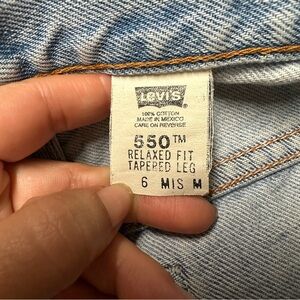 LEVI'S
100% COTTON
MADE IN MEXICO
CARE ON REVERSE
550™
RELAXED FIT
TAPERED LEG
6 MIS M